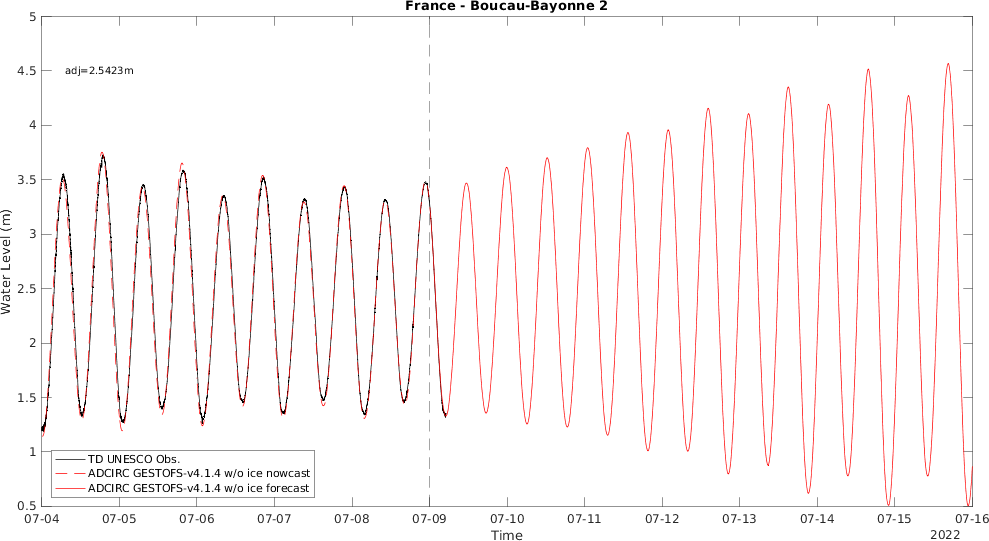 France - Boucau-Bayonne 2
5
4.5
4
3.5
3
2.5
2
1.5
1
0.5
Water Level (m)
adj=2.5423m
TD UNESCO Obs.
ADCIRC GESTOFS-v4.1.4 w/o ice nowcast
ADCIRC GESTOFS-v4.1.4 w/o ice forecast
07-04 07-05 07-06 07-07 07-08 07-09 07-10 07-11 07-12 07-13 07-14 07-15 07-16
Time
2022